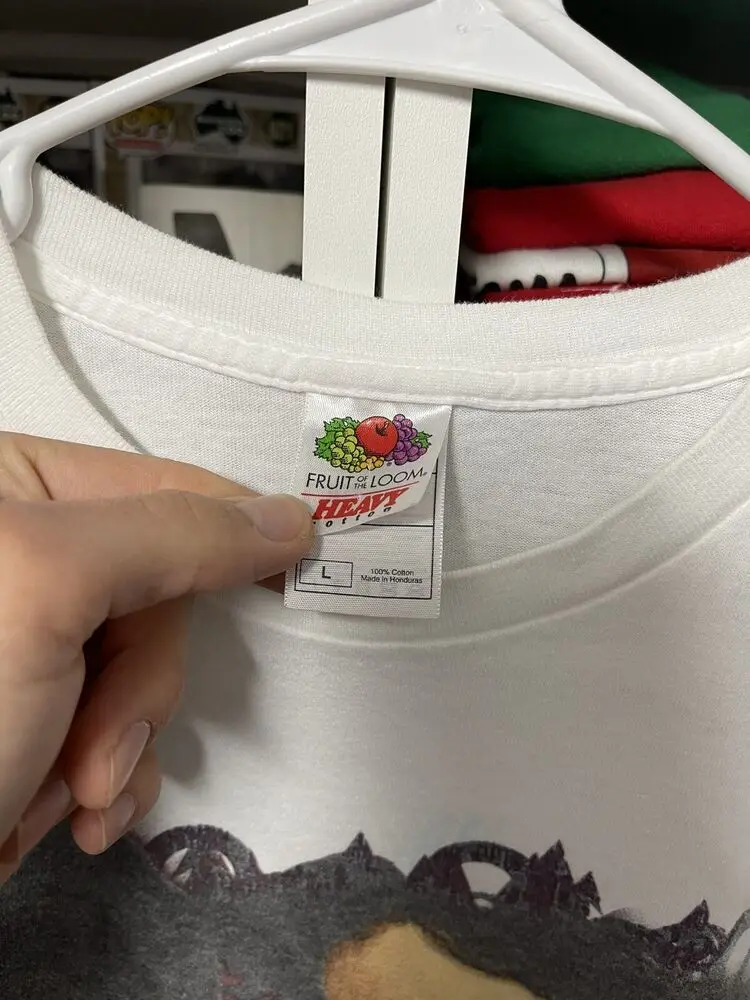 FRUIT OF THE LOOM®
HEAVY
cotton
L
100% Cotton
Made in Honduras